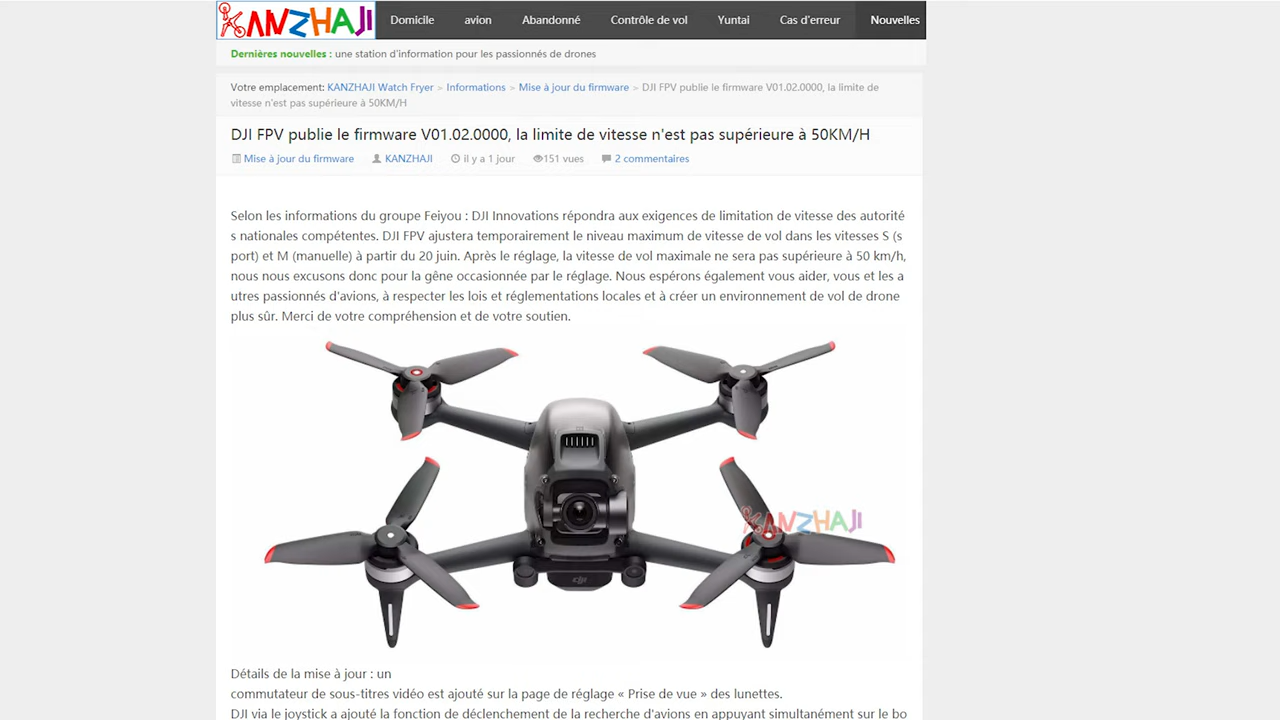 KANZHAJI
Domicile avion Abandonné Contrôle de vol Yuntai Cas d'erreur Nouvelles
Dernières nouvelles : une station d'information pour les passionnés de drones
Votre emplacement: KANZHAJI Watch Fryer > Informations > Mise à jour du firmware > DJI FPV publie le firmware V01.02.0000, la limite de
vitesse n'est pas supérieure à 50KM/H
DJI FPV publie le firmware V01.02.0000, la limite de vitesse n'est pas supérieure à 50KM/H
Mise à jour du firmware KANZHAJI il y a 1 jour 151 vues 2 commentaires
Selon les informations du groupe Feiyou : DJI Innovations répondra aux exigences de limitation de vitesse des autorité
s nationales compétentes. DJI FPV ajustera temporairement le niveau maximum de vitesse de vol dans les vitesses S (s
port) et M (manuelle) à partir du 20 juin. Après le réglage, la vitesse de vol maximale ne sera pas supérieure à 50 km/h,
nous nous excusons donc pour la gêne occasionnée par le réglage. Nous espérons également vous aider, vous et les a
utres passionnés d'avions, à respecter les lois et réglementations locales et à créer un environnement de vol de drone
plus sûr. Merci de votre compréhension et de votre soutien.
KANZHAJI
dji
Détails de la mise à jour : un
commutateur de sous-titres vidéo est ajouté sur la page de réglage « Prise de vue » des lunettes.
DJI via le joystick a ajouté la fonction de déclenchement de la recherche d'avions en appuyant simultanément sur le bo